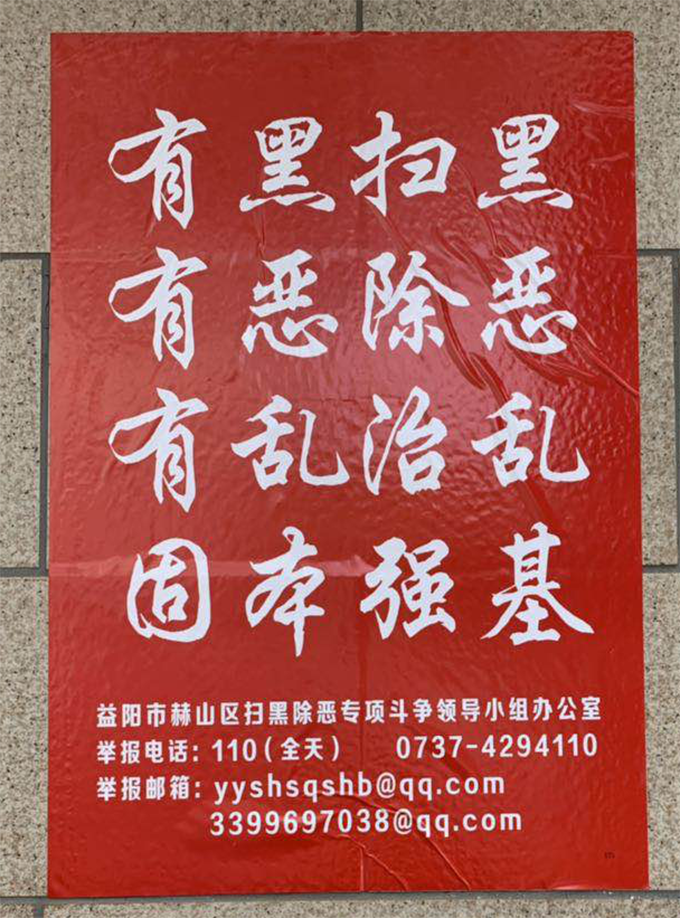 有黑扫黑
有恶除恶
有乱治乱
固本强基
益阳市赫山区扫黑除恶专项斗争领导小组办公室
举报电话：110（全天） 0737-4294110
举报邮箱：yyshsqshb@qq.com
3399697038@qq.com